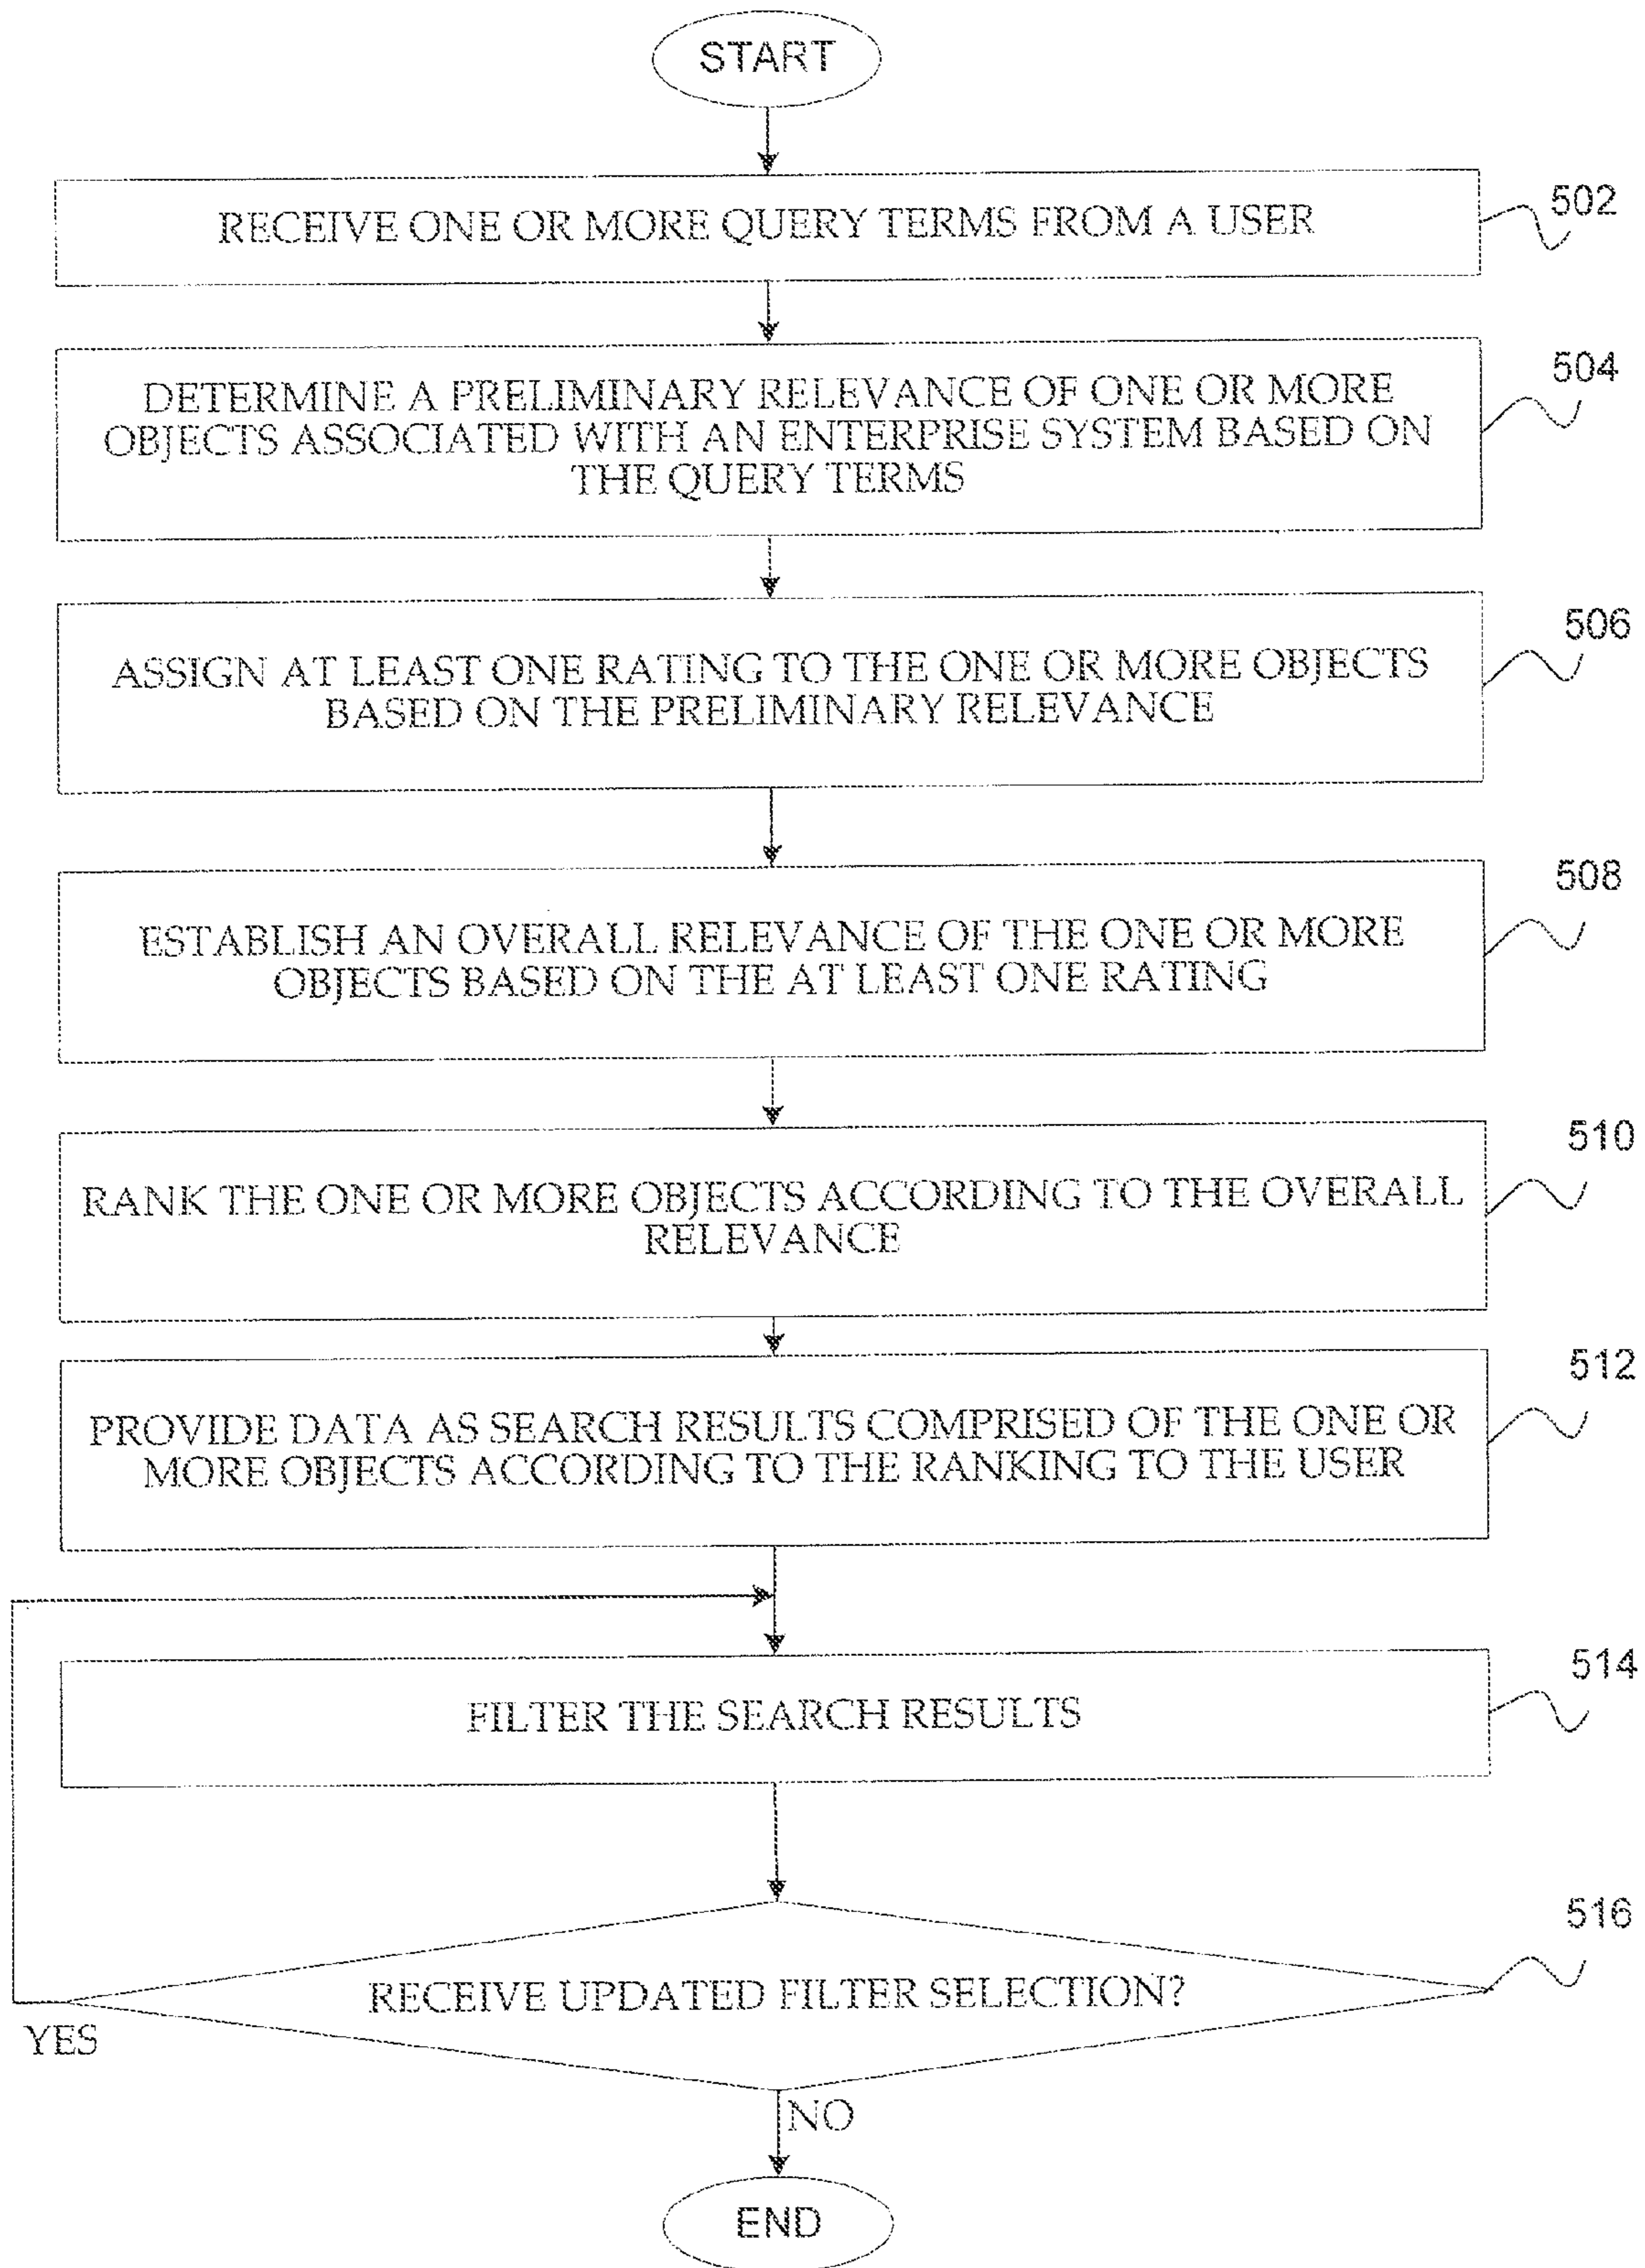 START
RECEIVE ONE OR MORE QUERY TERMS FROM A USER
502
DETERMINE A PRELIMINARY RELEVANCE OF ONE OR MORE
OBJECTS ASSOCIATED WITH AN ENTERPRISE SYSTEM BASED ON
THE QUERY TERMS
504
ASSIGN AT LEAST ONE RATING TO THE ONE OR MORE OBJECTS
BASED ON THE PRELIMINARY RELEVANCE
506
ESTABLISH AN OVERALL RELEVANCE OF THE ONE OR MORE
OBJECTS BASED ON THE AT LEAST ONE RATING
508
RANK THE ONE OR MORE OBJECTS ACCORDING TO THE OVERALL
RELEVANCE
510
PROVIDE DATA AS SEARCH RESULTS COMPRISED OF THE ONE OR
MORE OBJECTS ACCORDING TO THE RANKING TO THE USER
512
FILTER THE SEARCH RESULTS
514
RECEIVE UPDATED FILTER SELECTION?
516
YES
NO
END